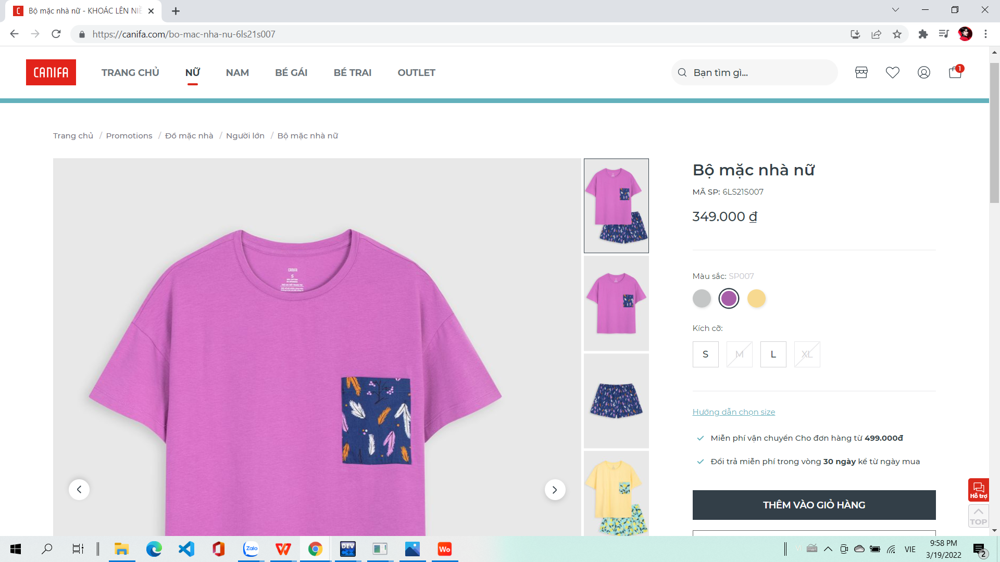 Bộ mặc nhà nữ - KHOÁC LÊN NIỀ
https://canifa.com/bo-mac-nha-nu-6ls21s007
CANIFA
TRANG CHỦ
NỮ
NAM
BÉ GÁI
BÉ TRAI
OUTLET
Bạn tìm gì...
1
Trang chủ / Promotions / Đồ mặc nhà / Người lớn / Bộ mặc nhà nữ
Bộ mặc nhà nữ
MÃ SP: 6LS21S007
349.000 ₫
Màu sắc: SP007
Kích cỡ:
S
M
L
XL
Hướng dẫn chọn size
Miễn phí vận chuyển Cho đơn hàng từ 499.000đ
Đổi trả miễn phí trong vòng 30 ngày kể từ ngày mua
THÊM VÀO GIỎ HÀNG
Hỗ trợ
TOP
CANIFA
S
Zalo
DEV
C++
Wo
VIE
9:58 PM
3/19/2022
2